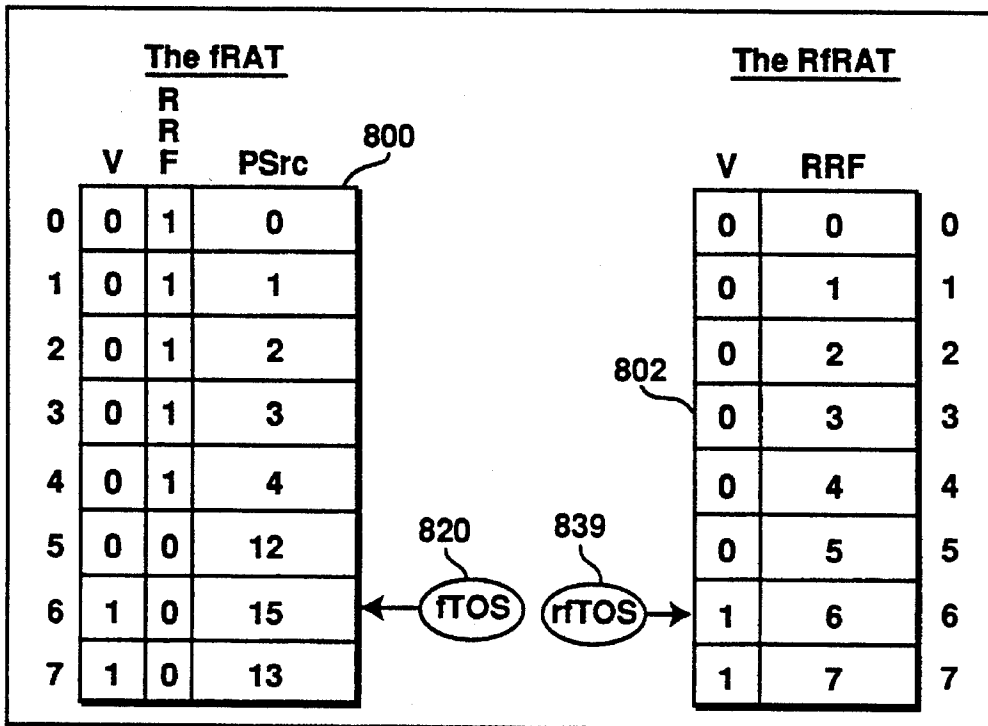 The fRAT
The RfRAT
R
R
V F PSrc
800
V RRF
0 0 1 0
0 0 0
1 0 1 1
0 1 1
2 0 1 2
0 2 2
802
3 0 1 3
0 3 3
4 0 1 4
0 4 4
5 0 0 12
820
839
0 5 5
6 1 0 15
fTOS
rfTOS
1 6 6
7 1 0 13
1 7 7